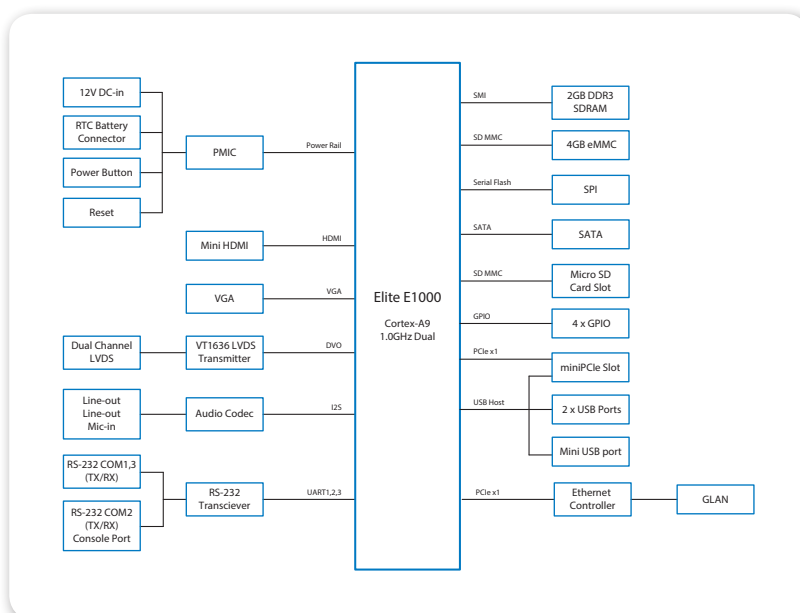 12V DC-in
RTC Battery
Connector
Power Button
Reset
PMIC
Power Rail
Mini HDMI
HDMI
VGA
VGA
Dual Channel
LVDS
VT1636 LVDS
Transmitter
DVO
Line-out
Line-out
Mic-in
Audio Codec
I2S
RS-232 COM1,3
(TX/RX)
RS-232 COM2
(TX/RX)
Console Port
RS-232
Transciever
UART1,2,3
Elite E1000
Cortex-A9
1.0GHz Dual
SMI
2GB DDR3
SDRAM
SD MMC
4GB eMMC
Serial Flash
SPI
SATA
SATA
SD MMC
Micro SD
Card Slot
GPIO
4 x GPIO
PCIe x1
miniPCIe Slot
USB Host
2 x USB Ports
Mini USB port
PCIe x1
Ethernet
Controller
GLAN